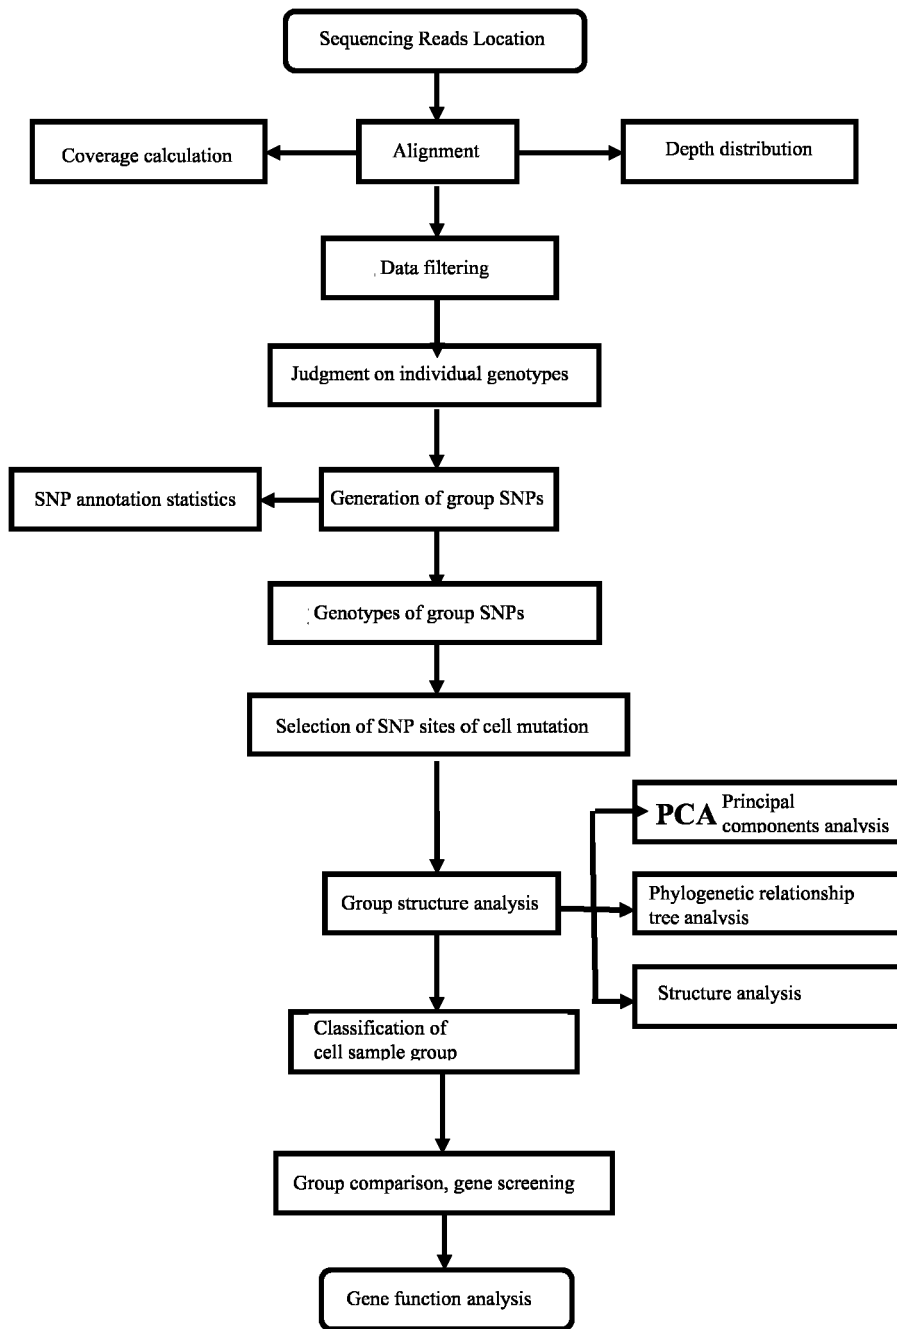 Sequencing Reads Location
Coverage calculation
Alignment
Depth distribution
Data filtering
Judgment on individual genotypes
SNP annotation statistics
Generation of group SNPs
Genotypes of group SNPs
Selection of SNP sites of cell mutation
PCA Principal
components analysis
Group structure analysis
Phylogenetic relationship
tree analysis
Structure analysis
Classification of
cell sample group
Group comparison, gene screening
Gene function analysis